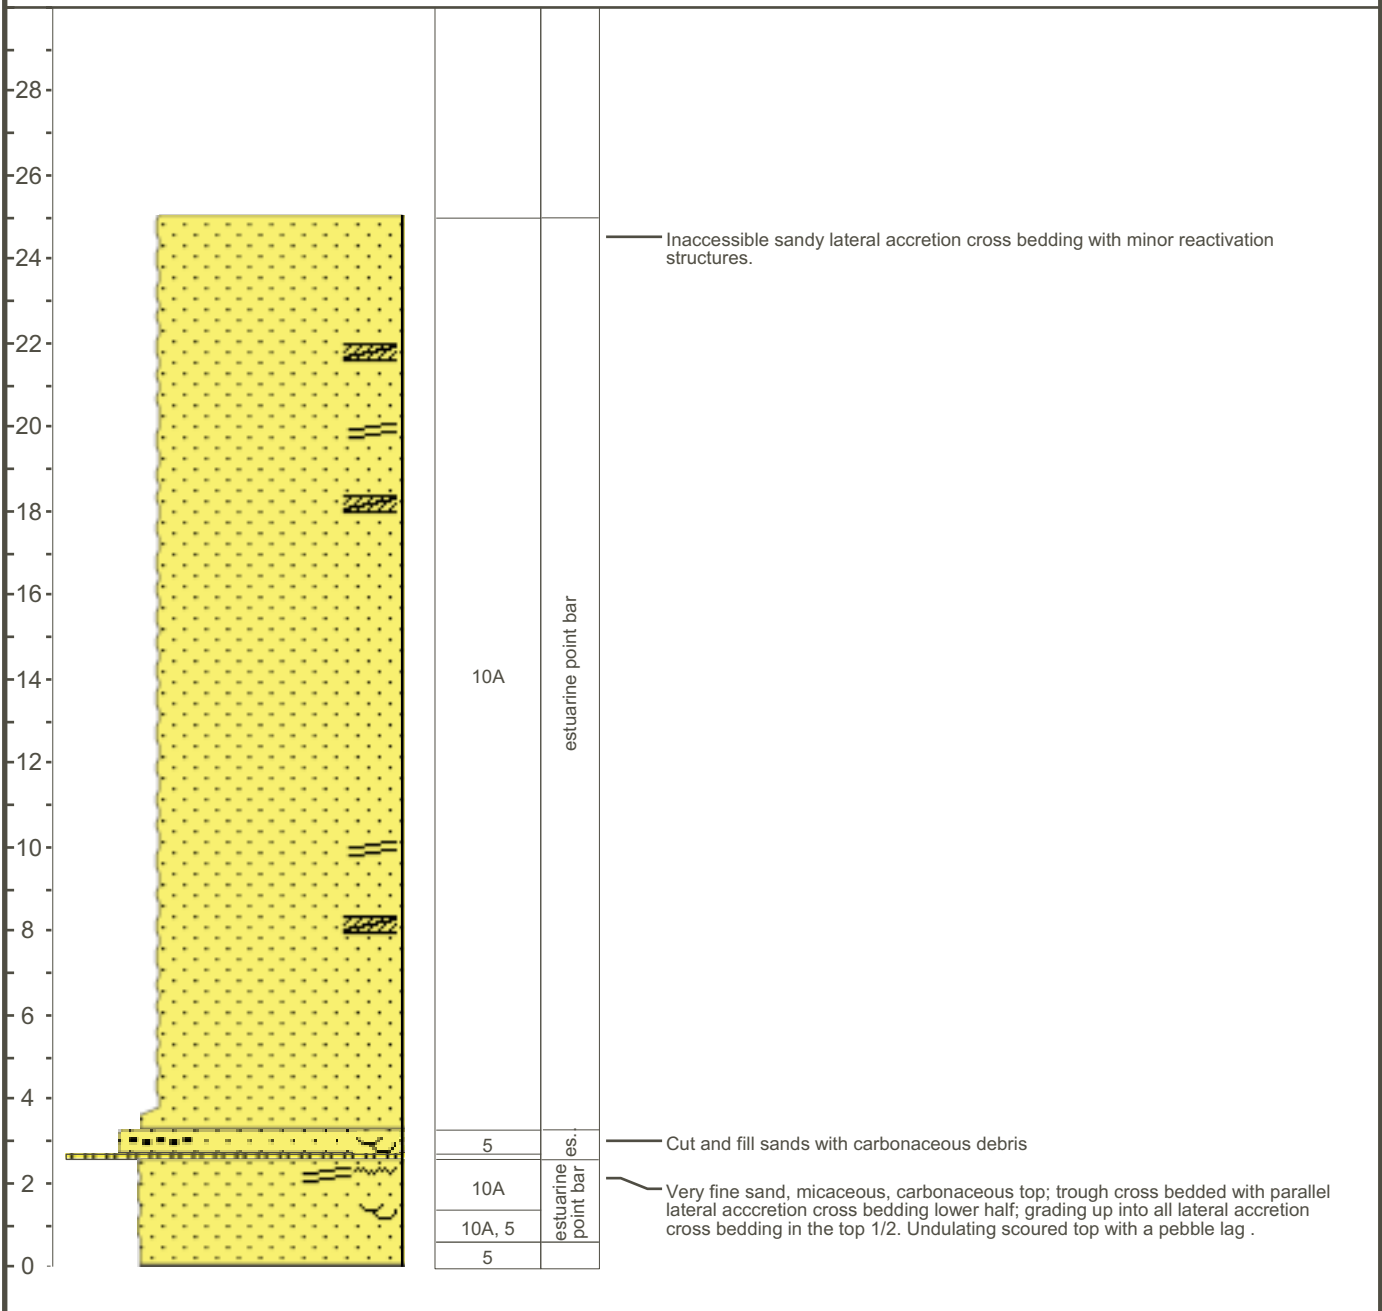 28
26
24
22
20
18
16
14
12
10
8
6
4
2
0
10A
5
10A
10A, 5
5
estuarine point bar
es..
estuarine
point bar
Inaccessible sandy lateral accretion cross bedding with minor reactivation
structures.
Cut and fill sands with carbonaceous debris
Very fine sand, micaceous, carbonaceous top; trough cross bedded with parallel
lateral acccretion cross bedding lower half; grading up into all lateral accretion
cross bedding in the top 1/2. Undulating scoured top with a pebble lag .